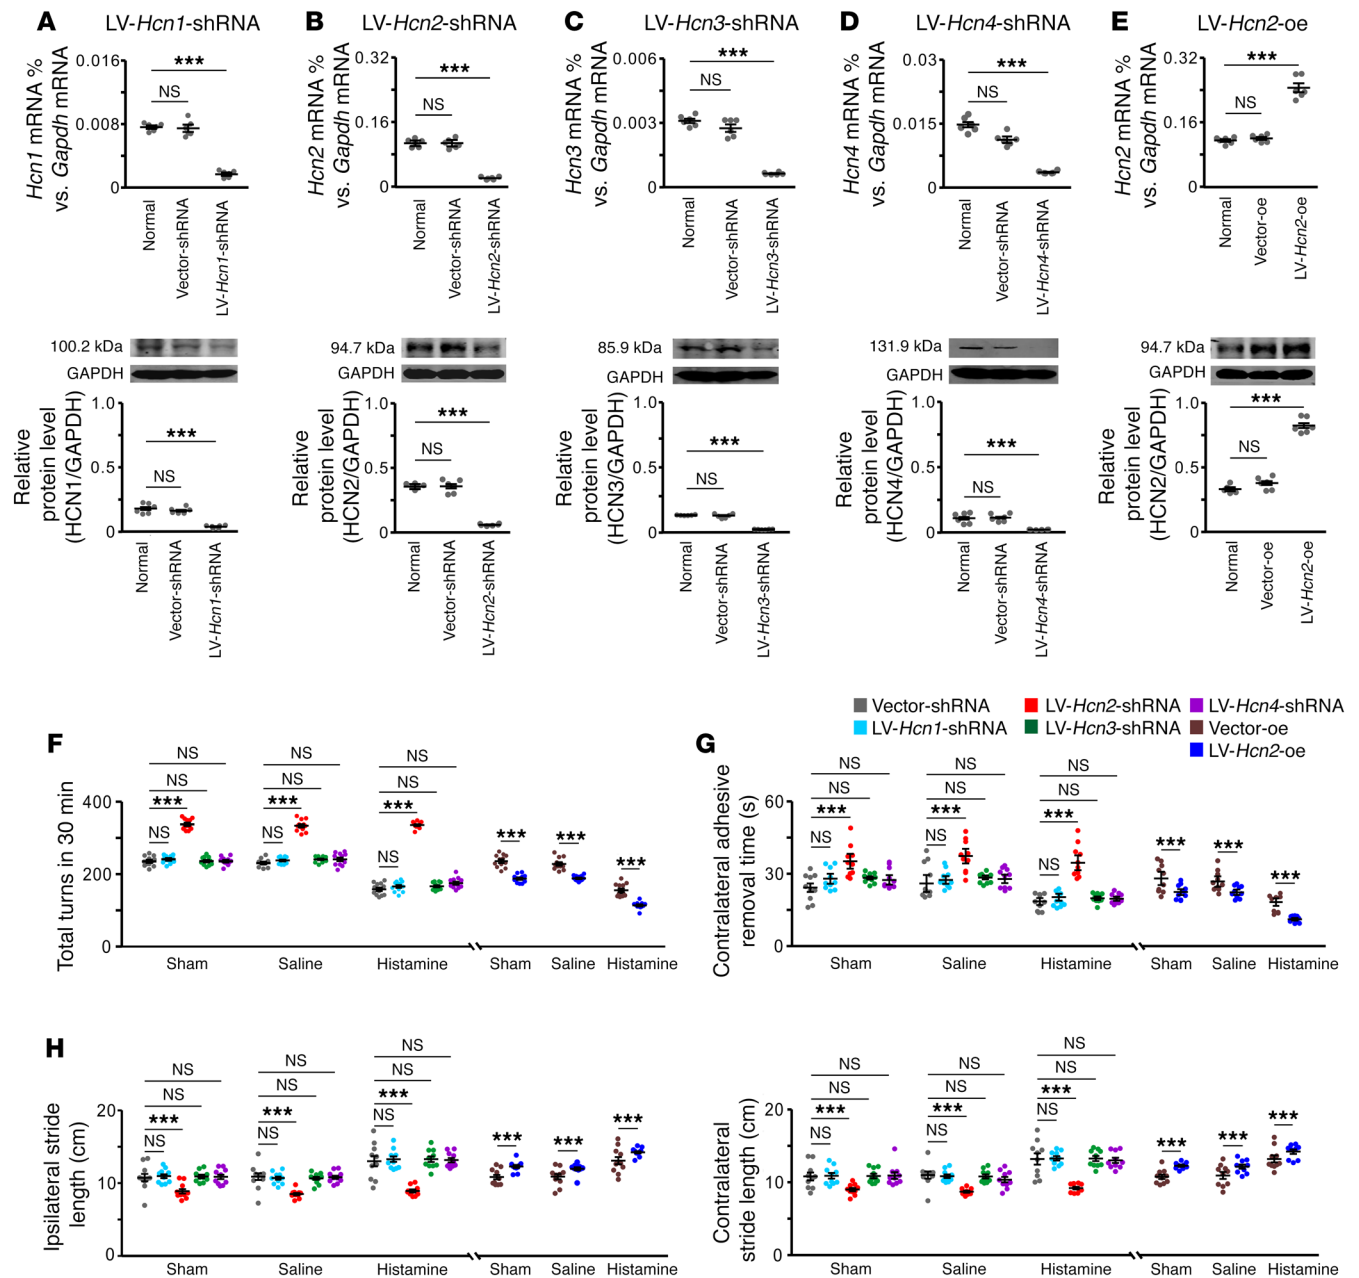 A LV-Hcn1-shRNA
Hcn1 mRNA %
vs. Gapdh mRNA
0.016
0.008
0
***
NS
Normal
Vector-shRNA
LV-Hcn1-shRNA
100.2 kDa
GAPDH
Relative
protein level
(HCN1/GAPDH)
1.0
0.5
0
***
NS
Normal
Vector-shRNA
LV-Hcn1-shRNA
B LV-Hcn2-shRNA
Hcn2 mRNA %
vs. Gapdh mRNA
0.32
0.16
0
***
NS
Normal
Vector-shRNA
LV-Hcn2-shRNA
94.7 kDa
GAPDH
Relative
protein level
(HCN2/GAPDH)
1.0
0.5
0
***
NS
Normal
Vector-shRNA
LV-Hcn2-shRNA
C LV-Hcn3-shRNA
Hcn3 mRNA %
vs. Gapdh mRNA
0.006
0.003
0
***
NS
Normal
Vector-shRNA
LV-Hcn3-shRNA
85.9 kDa
GAPDH
Relative
protein level
(HCN3/GAPDH)
1.0
0.5
0
***
NS
Normal
Vector-shRNA
LV-Hcn3-shRNA
D LV-Hcn4-shRNA
Hcn4 mRNA %
vs. Gapdh mRNA
0.03
0.015
0
***
NS
Normal
Vector-shRNA
LV-Hcn4-shRNA
131.9 kDa
GAPDH
Relative
protein level
(HCN4/GAPDH)
1.0
0.5
0
***
NS
Normal
Vector-shRNA
LV-Hcn4-shRNA
E LV-Hcn2-oe
Hcn2 mRNA %
vs. Gapdh mRNA
0.32
0.16
0
***
NS
Normal
Vector-oe
LV-Hcn2-oe
94.7 kDa
GAPDH
Relative
protein level
(HCN2/GAPDH)
1.0
0.5
0
***
NS
Normal
Vector-oe
LV-Hcn2-oe
Vector-shRNA LV-Hcn2-shRNA LV-Hcn4-shRNA
LV-Hcn1-shRNA LV-Hcn3-shRNA Vector-oe
LV-Hcn2-oe
F
Total turns in 30 min
400
200
0
NS NS NS
NS NS NS
*** *** ***
NS NS NS
*** *** ***
Sham Saline Histamine Sham Saline Histamine
G
Contralateral adhesive
removal time (s)
60
30
0
NS NS NS
NS NS NS
*** *** ***
NS NS NS
*** *** ***
Sham Saline Histamine Sham Saline Histamine
H
Ipsilateral stride
length (cm)
20
10
0
NS NS NS
NS NS NS
*** *** ***
NS NS NS
*** *** ***
Sham Saline Histamine Sham Saline Histamine
Contralateral
stride length (cm)
20
10
0
NS NS NS
NS NS NS
*** *** ***
NS NS NS
*** *** ***
Sham Saline Histamine Sham Saline Histamine